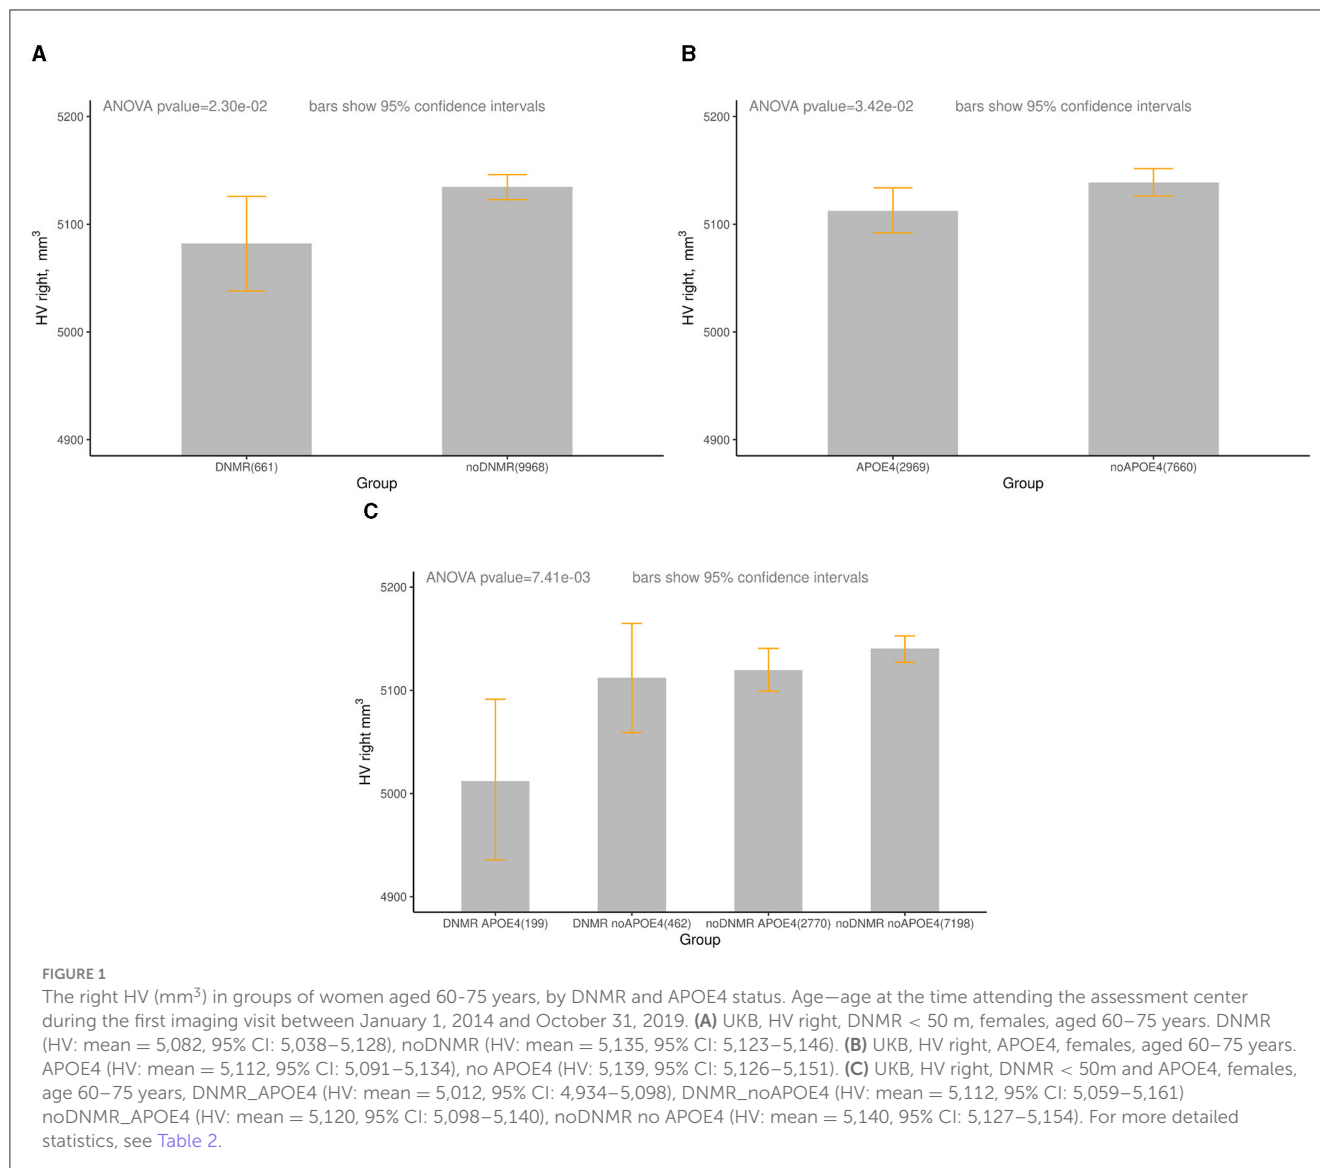 A
ANOVA pvalue=2.30e-02 bars show 95% confidence intervals
5200
5100
5000
4900
HV right, mm3
DNMR(661) noDNMR(9968)
Group
B
ANOVA pvalue=3.42e-02 bars show 95% confidence intervals
5200
5100
5000
4900
HV right, mm3
APOE4(2969) noAPOE4(7660)
Group
C
ANOVA pvalue=7.41e-03 bars show 95% confidence intervals
5200
5100
5000
4900
HV right mm3
DNMR APOE4(199) DNMR noAPOE4(462) noDNMR APOE4(2770) noDNMR noAPOE4(7198)
Group
FIGURE 1
The right HV (mm3) in groups of women aged 60-75 years, by DNMR and APOE4 status. Age—age at the time attending the assessment center
during the first imaging visit between January 1, 2014 and October 31, 2019. (A) UKB, HV right, DNMR < 50 m, females, aged 60–75 years. DNMR
(HV: mean = 5,082, 95% CI: 5,038–5,128), noDNMR (HV: mean = 5,135, 95% CI: 5,123–5,146). (B) UKB, HV right, APOE4, females, aged 60–75 years.
APOE4 (HV: mean = 5,112, 95% CI: 5,091–5,134), no APOE4 (HV: 5,139, 95% CI: 5,126–5,151). (C) UKB, HV right, DNMR < 50m and APOE4, females,
age 60–75 years, DNMR_APOE4 (HV: mean = 5,012, 95% CI: 4,934–5,098), DNMR_noAPOE4 (HV: mean = 5,112, 95% CI: 5,059–5,161)
noDNMR_APOE4 (HV: mean = 5,120, 95% CI: 5,098–5,140), noDNMR no APOE4 (HV: mean = 5,140, 95% CI: 5,127–5,154). For more detailed
statistics, see Table 2.